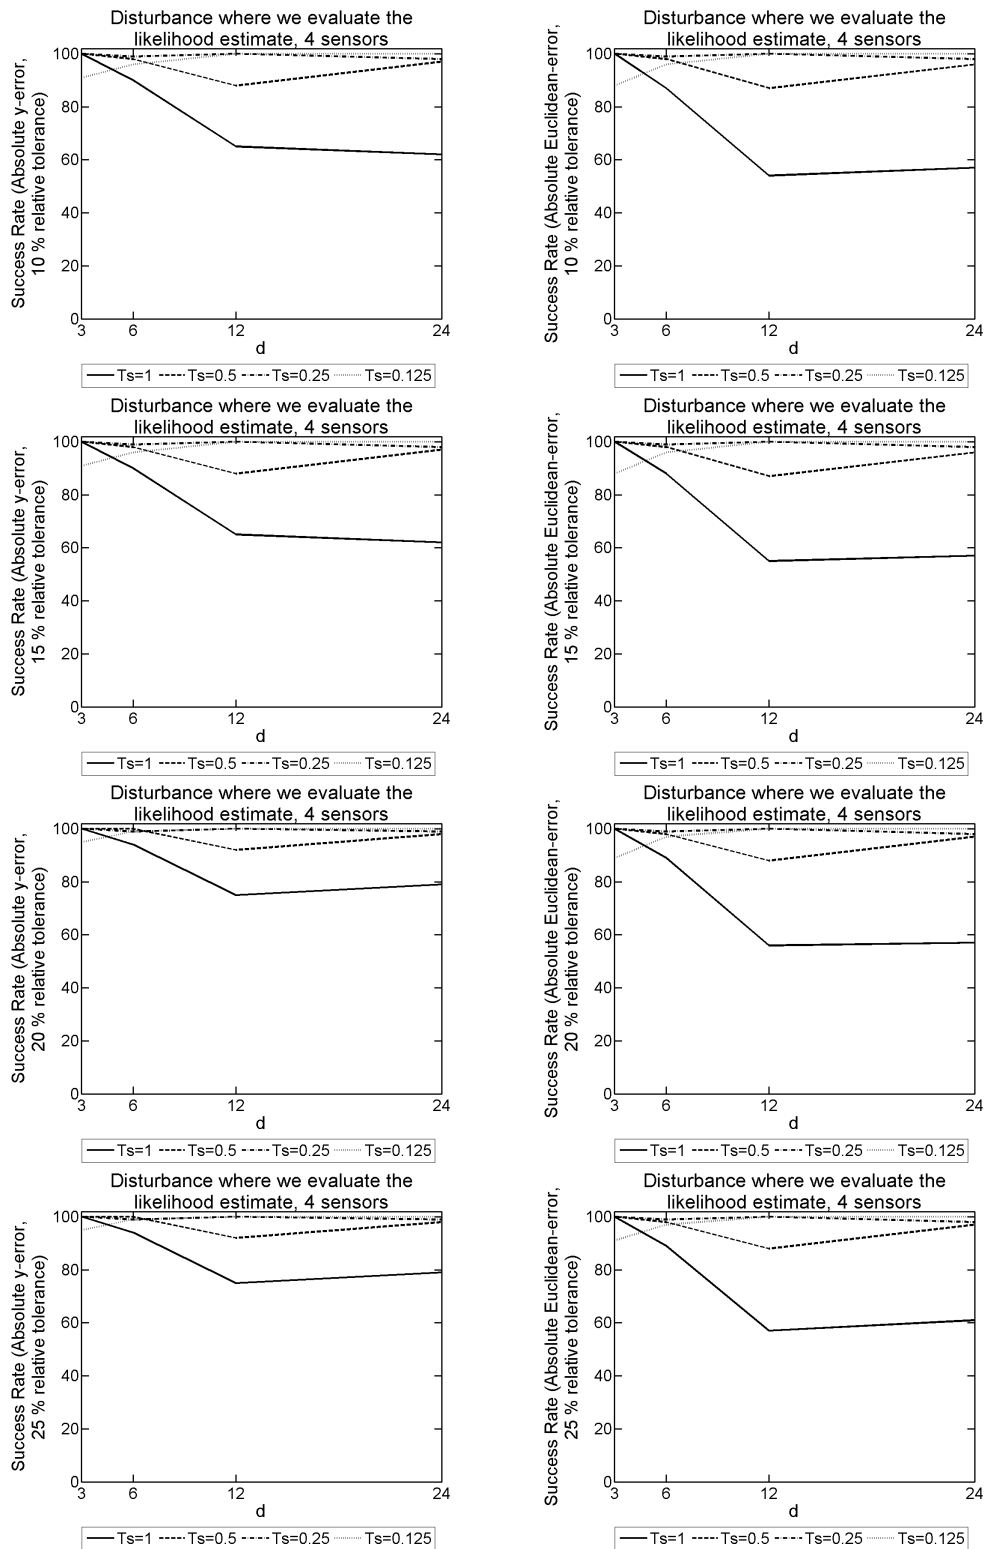 Disturbance where we evaluate the
likelihood estimate, 4 sensors
Success Rate (Absolute y-error,
10 % relative tolerance)
100
80
60
40
20
0
3 6 12 24
d
Ts=1 Ts=0.5 Ts=0.25 Ts=0.125
Disturbance where we evaluate the
likelihood estimate, 4 sensors
Success Rate (Absolute Euclidean-error,
10 % relative tolerance)
100
80
60
40
20
0
3 6 12 24
d
Ts=1 Ts=0.5 Ts=0.25 Ts=0.125
Disturbance where we evaluate the
likelihood estimate, 4 sensors
Success Rate (Absolute y-error,
15 % relative tolerance)
100
80
60
40
20
0
3 6 12 24
d
Ts=1 Ts=0.5 Ts=0.25 Ts=0.125
Disturbance where we evaluate the
likelihood estimate, 4 sensors
Success Rate (Absolute Euclidean-error,
15 % relative tolerance)
100
80
60
40
20
0
3 6 12 24
d
Ts=1 Ts=0.5 Ts=0.25 Ts=0.125
Disturbance where we evaluate the
likelihood estimate, 4 sensors
Success Rate (Absolute y-error,
20 % relative tolerance)
100
80
60
40
20
0
3 6 12 24
d
Ts=1 Ts=0.5 Ts=0.25 Ts=0.125
Disturbance where we evaluate the
likelihood estimate, 4 sensors
Success Rate (Absolute Euclidean-error,
20 % relative tolerance)
100
80
60
40
20
0
3 6 12 24
d
Ts=1 Ts=0.5 Ts=0.25 Ts=0.125
Disturbance where we evaluate the
likelihood estimate, 4 sensors
Success Rate (Absolute y-error,
25 % relative tolerance)
100
80
60
40
20
0
3 6 12 24
d
Ts=1 Ts=0.5 Ts=0.25 Ts=0.125
Disturbance where we evaluate the
likelihood estimate, 4 sensors
Success Rate (Absolute Euclidean-error,
25 % relative tolerance)
100
80
60
40
20
0
3 6 12 24
d
Ts=1 Ts=0.5 Ts=0.25 Ts=0.125